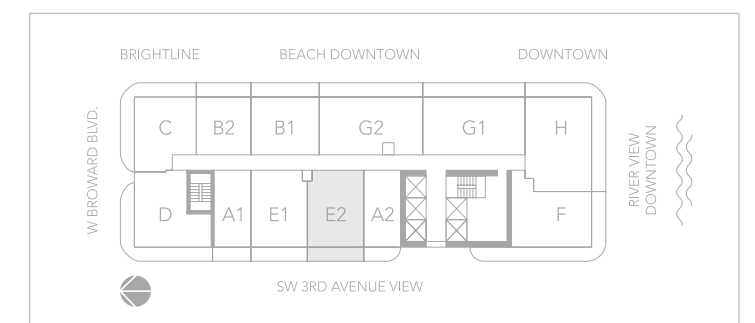 BRIGHTLINE
BEACH DOWNTOWN
DOWNTOWN
W BROWARD BLVD.
C
B2
B1
G2
G1
H
RIVER VIEW
DOWNTOWN
D
A1
E1
E2
A2
F
SW 3RD AVENUE VIEW